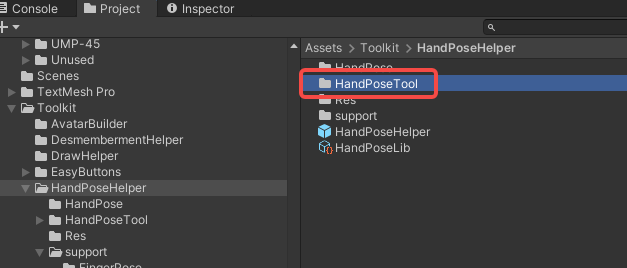 Console
Project
Inspector
UMP-45
Unused
Scenes
TextMesh Pro
Toolkit
AvatarBuilder
DesmembermentHelper
DrawHelper
EasyButtons
HandPoseHelper
HandPose
HandPoseTool
Res
support
FingerPose
Assets > Toolkit > HandPoseHelper
HandPose
HandPoseTool
Res
support
HandPoseHelper
HandPoseLib